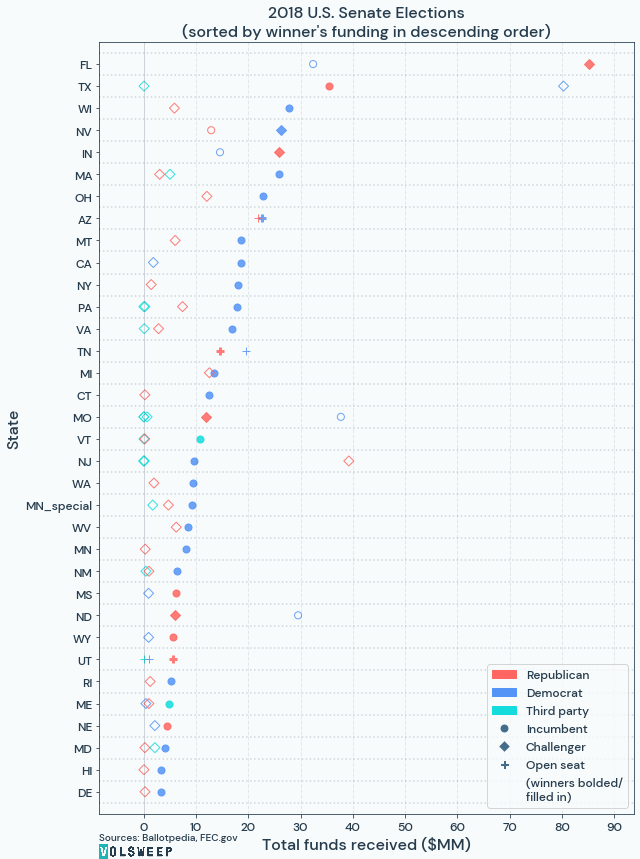 2018 U.S. Senate Elections
(sorted by winner's funding in descending order)
State
FL
TX
WI
NV
IN
MA
OH
AZ
MT
CA
NY
PA
VA
TN
MI
CT
MO
VT
NJ
WA
MN_special
WV
MN
NM
MS
ND
WY
UT
RI
ME
NE
MD
HI
DE
Republican
Democrat
Third party
Incumbent
Challenger
Open seat
(winners bolded/
filled in)
0 10 20 30 40 50 60 70 80 90
Total funds received ($MM)
Sources: Ballotpedia, FEC.gov
VOLSWEEP